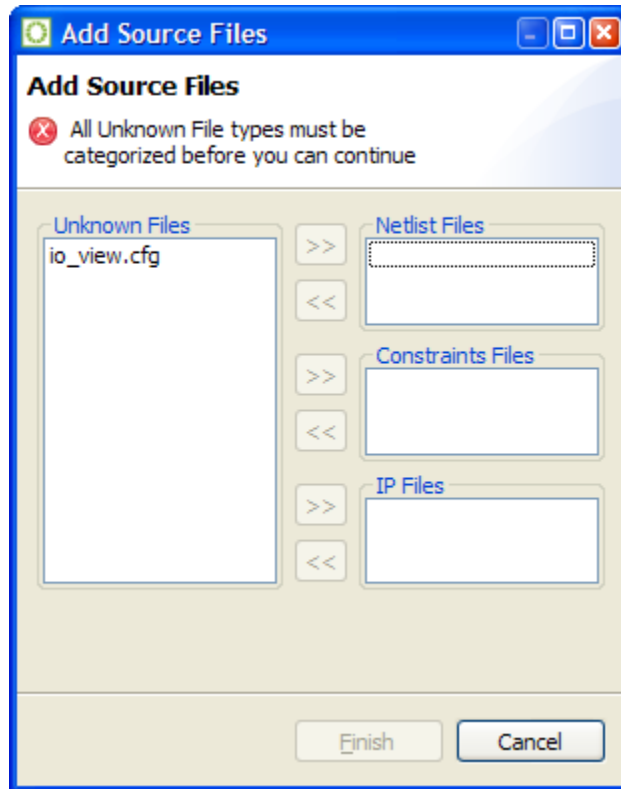 Add Source Files
Add Source Files
All Unknown File types must be
categorized before you can continue
Unknown Files
io_view.cfg
>>
<<
Netlist Files
>>
<<
Constraints Files
>>
<<
IP Files
Finish
Cancel